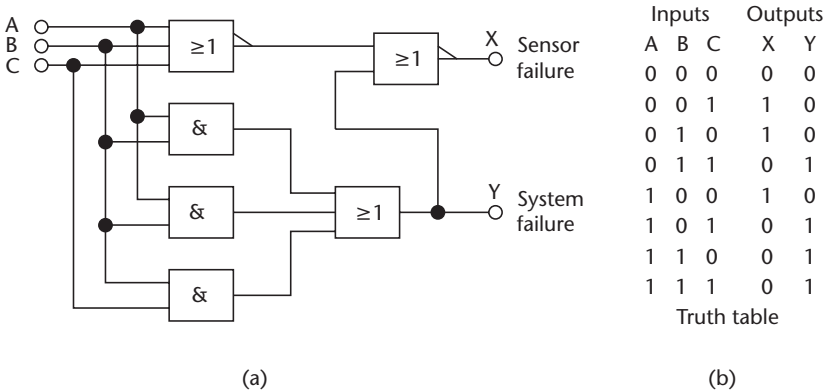 A
B
C
≥1
&
&
&
≥1
≥1
X
Sensor
failure
Y
System
failure
(a)
Inputs Outputs
A B C X Y
0 0 0 0 0
0 0 1 1 0
0 1 0 1 0
0 1 1 0 1
1 0 0 1 0
1 0 1 0 1
1 1 0 0 1
1 1 1 0 1
Truth table
(b)